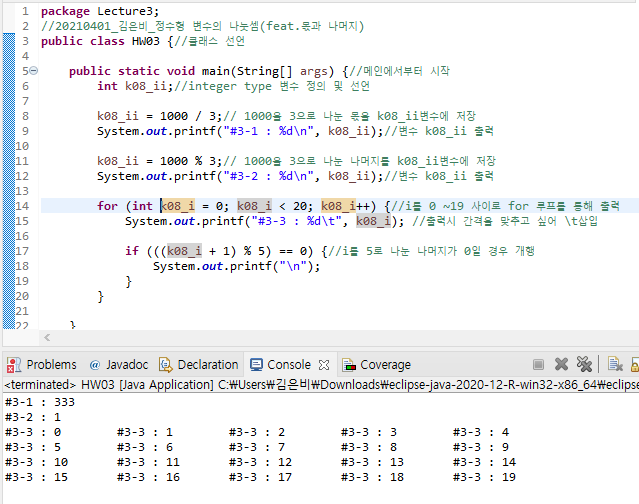 1 package Lecture3;
2 //20210401_김은비_정수형 변수의 나눗셈(feat.몫과 나머지)
3 public class HW03 {//클래스 선언
4
5 public static void main(String[] args) {//메인에서부터 시작
6 int k08_ii;//integer type 변수 정의 및 선언
7
8 k08_ii = 1000 / 3;// 1000을 3으로 나눈 몫을 k08_ii변수에 저장
9 System.out.printf("#3-1 : %d\n", k08_ii);//변수 k08_ii 출력
10
11 k08_ii = 1000 % 3;// 1000을 3으로 나눈 나머지를 k08_ii변수에 저장
12 System.out.printf("#3-2 : %d\n", k08_ii);//변수 k08_ii 출력
13
14 for (int k08_i = 0; k08_i < 20; k08_i++) {//i를 0 ~19 사이로 for 루프를 통해 출력
15 System.out.printf("#3-3 : %d\t", k08_i); //출력시 간격을 맞추고 싶어 \t삽입
16
17 if (((k08_i + 1) % 5) == 0) {//i를 5로 나눈 나머지가 0일 경우 개행
18 System.out.printf("\n");
19 }
20 }
21
22 }
Problems @ Javadoc Declaration Console Coverage
<terminated> HW03 [Java Application] C:₩Users₩김은비₩Downloads₩eclipse-java-2020-12-R-win32-x86_64₩eclipse
#3-1 : 333
#3-2 : 1
#3-3 : 0 #3-3 : 1 #3-3 : 2 #3-3 : 3 #3-3 : 4
#3-3 : 5 #3-3 : 6 #3-3 : 7 #3-3 : 8 #3-3 : 9
#3-3 : 10 #3-3 : 11 #3-3 : 12 #3-3 : 13 #3-3 : 14
#3-3 : 15 #3-3 : 16 #3-3 : 17 #3-3 : 18 #3-3 : 19